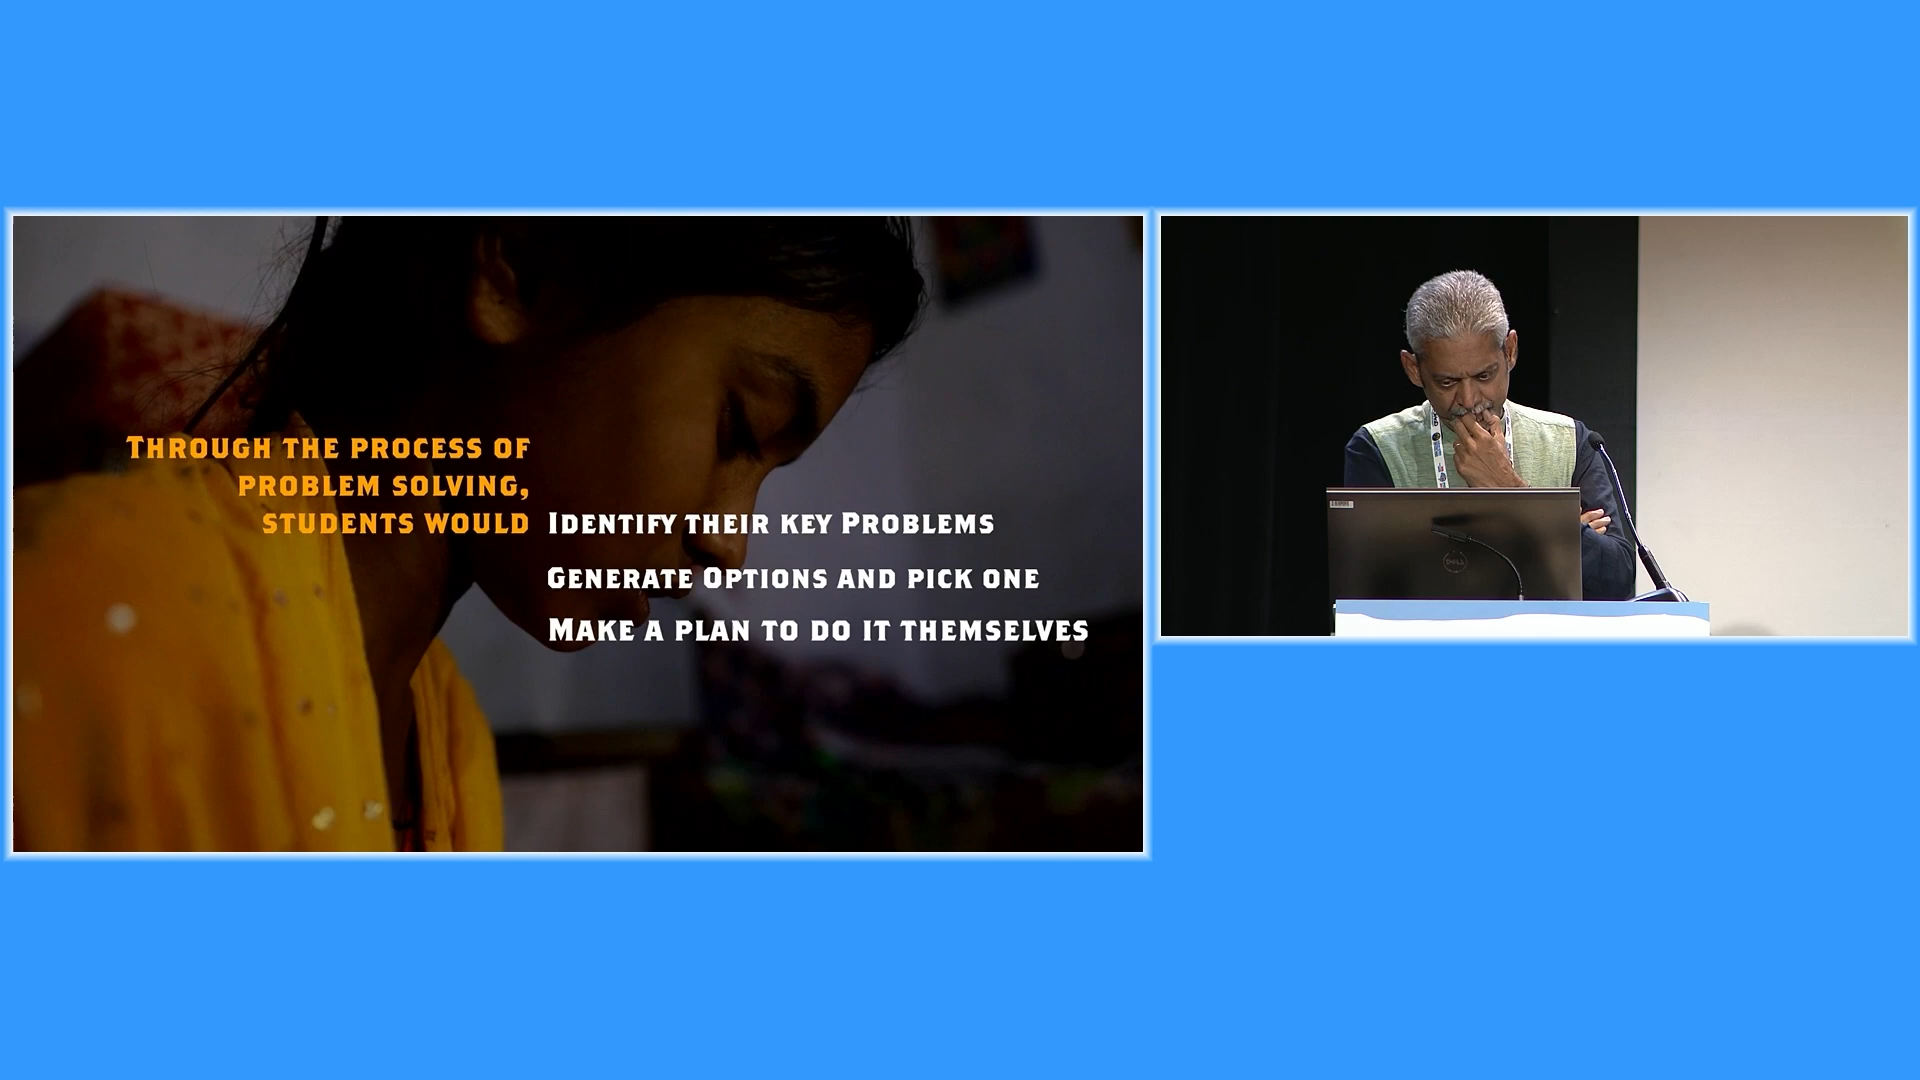 Through the process of
problem solving,
students would
Identify their key Problems
Generate Options and pick one
Make a plan to do it themselves
DELL